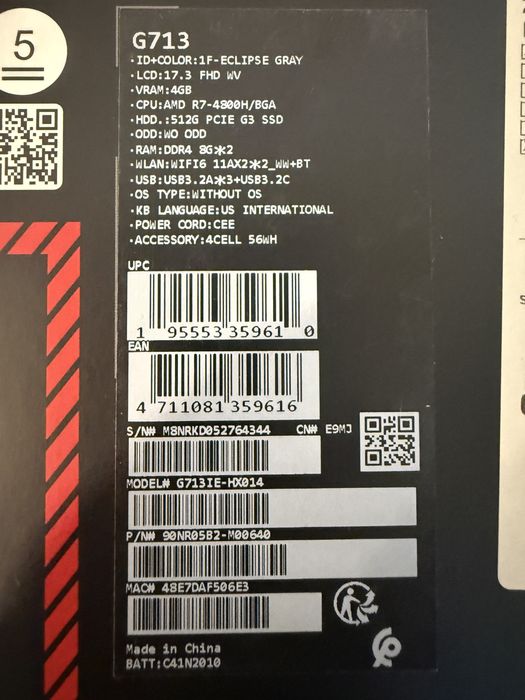 5
G713
·ID+COLOR:1F-ECLIPSE GRAY
·LCD:17.3 FHD WV
·VRAM:4GB
·CPU:AMD R7-4800H/BGA
·HDD.:512G PCIE G3 SSD
·ODD:WO ODD
·RAM:DDR4 8G*2
·WLAN:WIFI6 11AX2*2_WW+BT
·USB:USB3.2A*3+USB3.2C
·OS TYPE:WITHOUT OS
·KB LANGUAGE:US INTERNATIONAL
·POWER CORD:CEE
·ACCESSORY:4CELL 56WH
UPC
1 95553 35961 0
EAN
4 711081 359616
S/N# M8NRKD052764344 CN# E9MJ
MODEL# G713IE-HX014
P/N# 90NR05B2-M00640
MAC# 48E7DAF506E3
Made in China
BATT:C41N2010